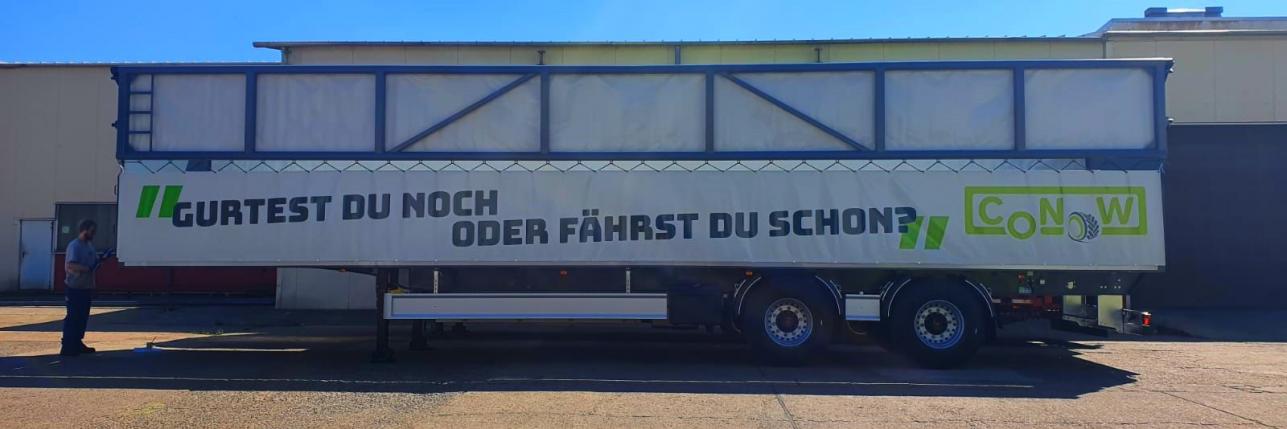 GURTEST DU NOCH
ODER FÄHRST DU SCHON?
CONOW